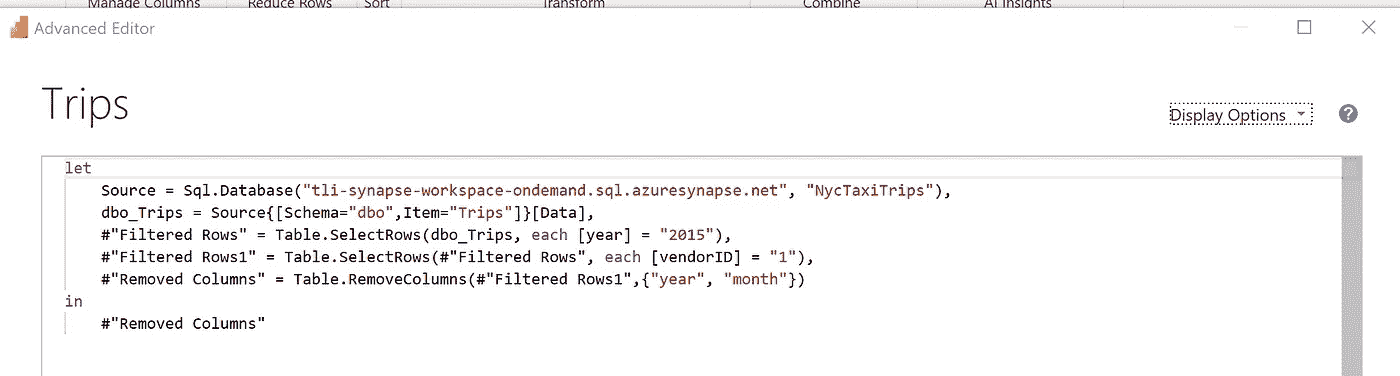 Manage Columns Reduce Rows Sort Transform Combine AI Insights
Advanced Editor
Trips
Display Options
?
let
Source = Sql.Database("tli-synapse-workspace-ondemand.sql.azuresynapse.net", "NycTaxiTrips"),
dbo_Trips = Source{[Schema="dbo",Item="Trips"]}[Data],
#"Filtered Rows" = Table.SelectRows(dbo_Trips, each [year] = "2015"),
#"Filtered Rows1" = Table.SelectRows(#"Filtered Rows", each [vendorID] = "1"),
#"Removed Columns" = Table.RemoveColumns(#"Filtered Rows1",{"year", "month"})
in
#"Removed Columns"